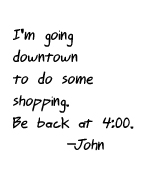 I'm going
downtown
to do some
shopping.
Be back at 4:00.
-John